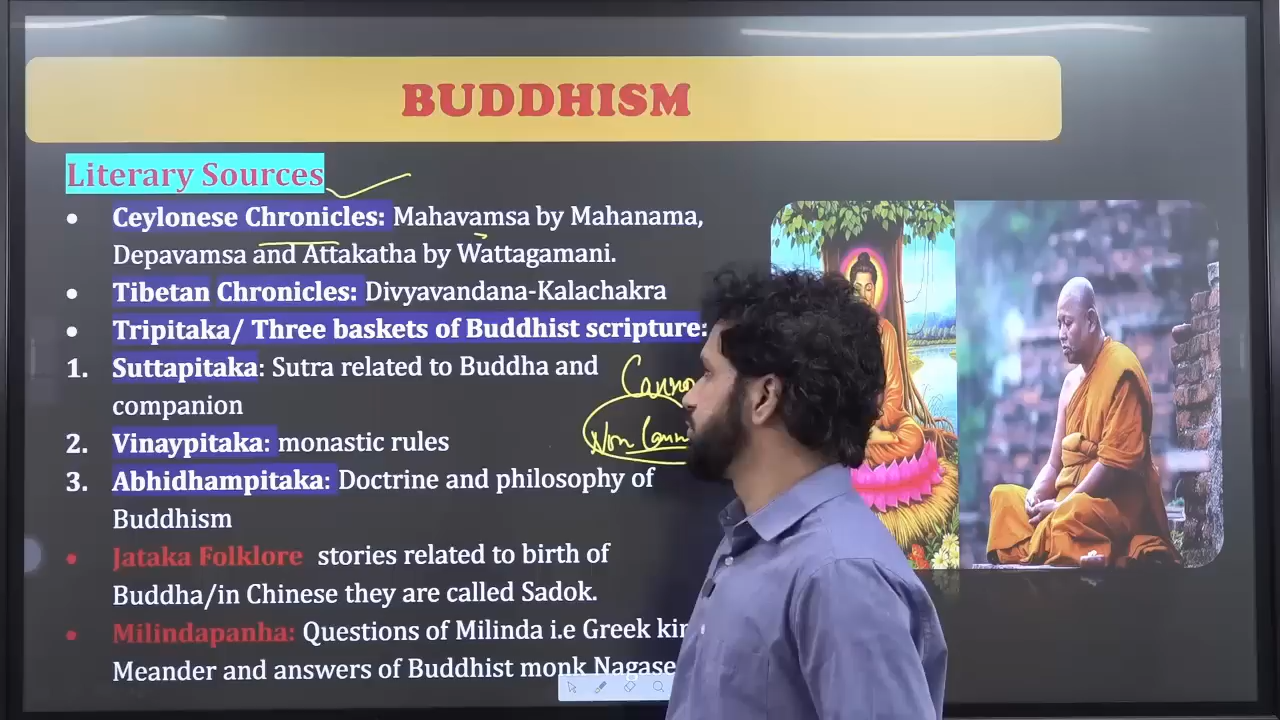 BUDDHISM
Literary Sources
• Ceylonese Chronicles: Mahavamsa by Mahanama,
Depavamsa and Attakatha by Wattagamani.
• Tibetan Chronicles: Divyavandana-Kalachakra
• Tripitaka/ Three baskets of Buddhist scripture:
1. Suttapitaka: Sutra related to Buddha and
companion
2. Vinaypitaka: monastic rules
3. Abhidhampitaka: Doctrine and philosophy of
Buddhism
• Jataka Folklore stories related to birth of
Buddha/in Chinese they are called Sadok.
• Milindapanha: Questions of Milinda i.e Greek
Meander and answers of Buddhist monk
Non